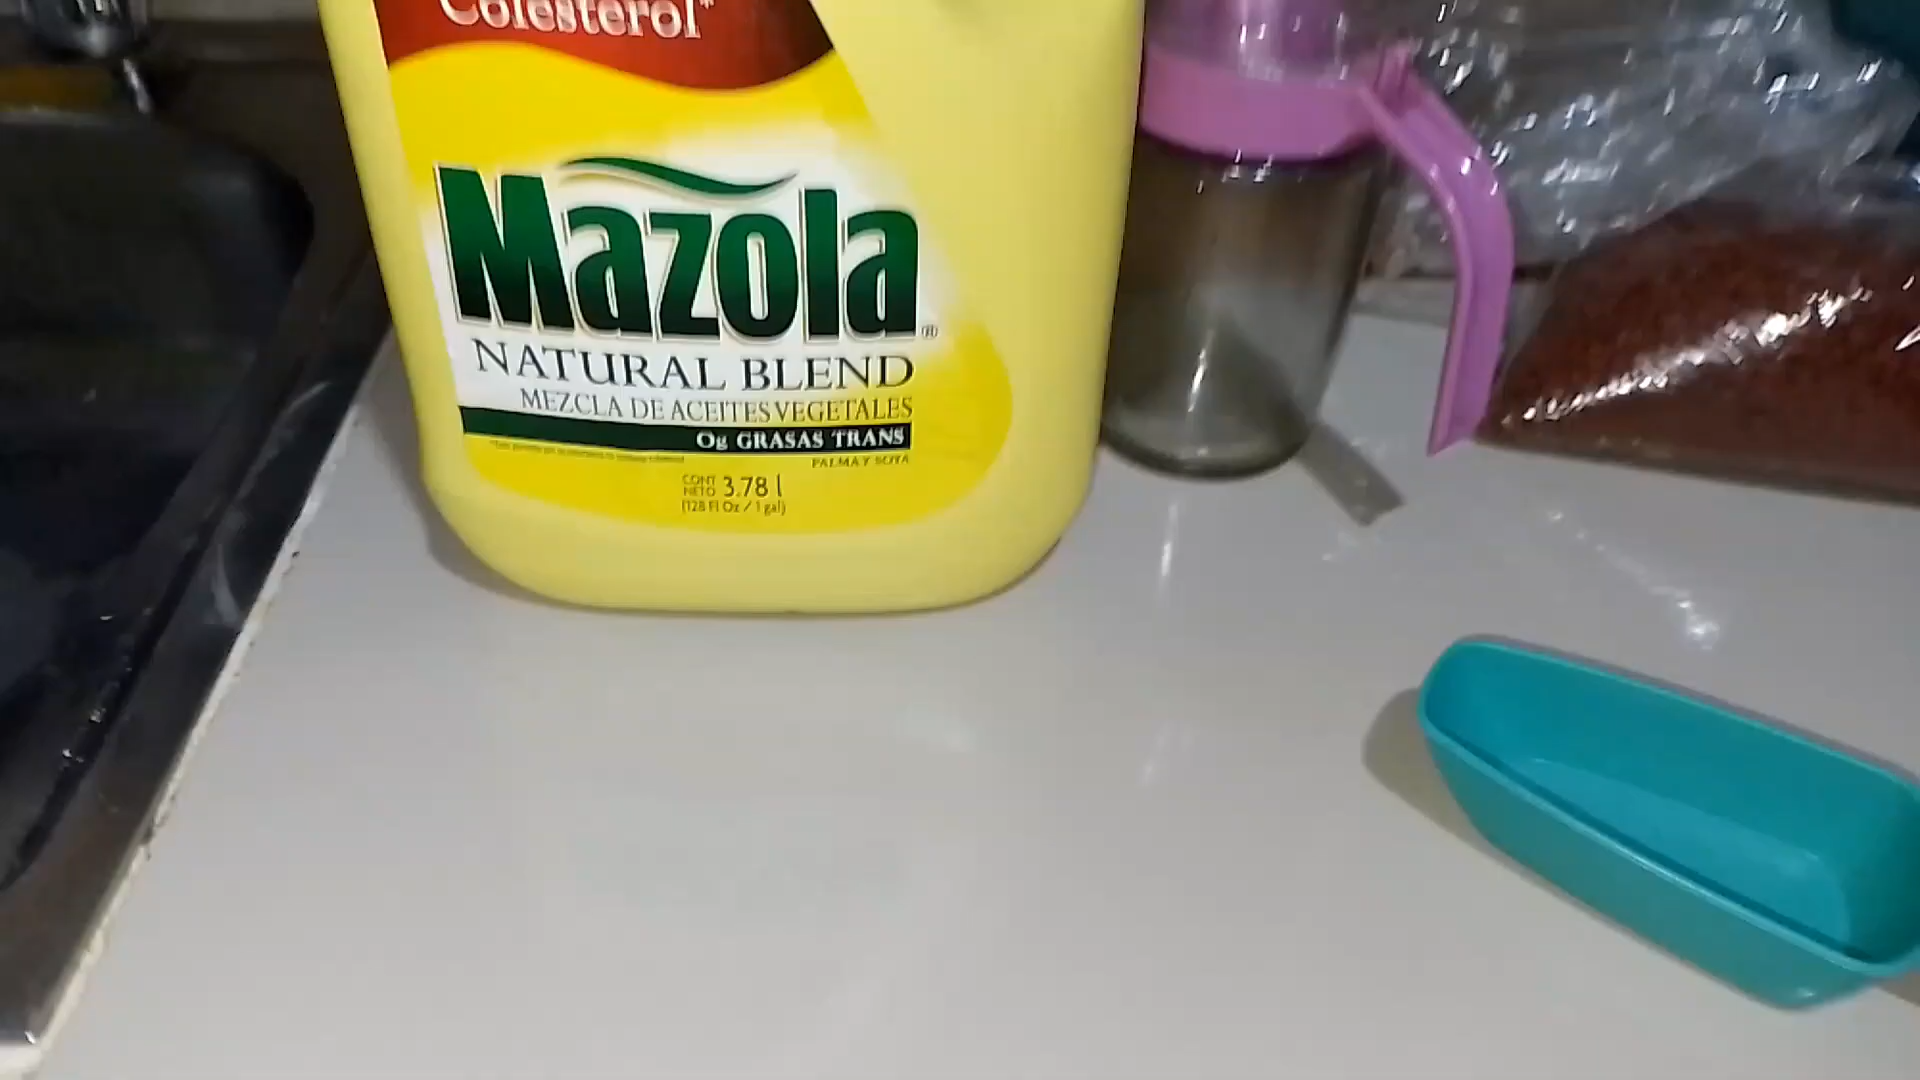 Colesterol*
Mazola®
NATURAL BLEND
MEZCLA DE ACEITES VEGETALES
0g GRASAS TRANS
PALMA Y SOYA
CONT NETO 3.78 l
(128 Fl Oz / 1 gal)